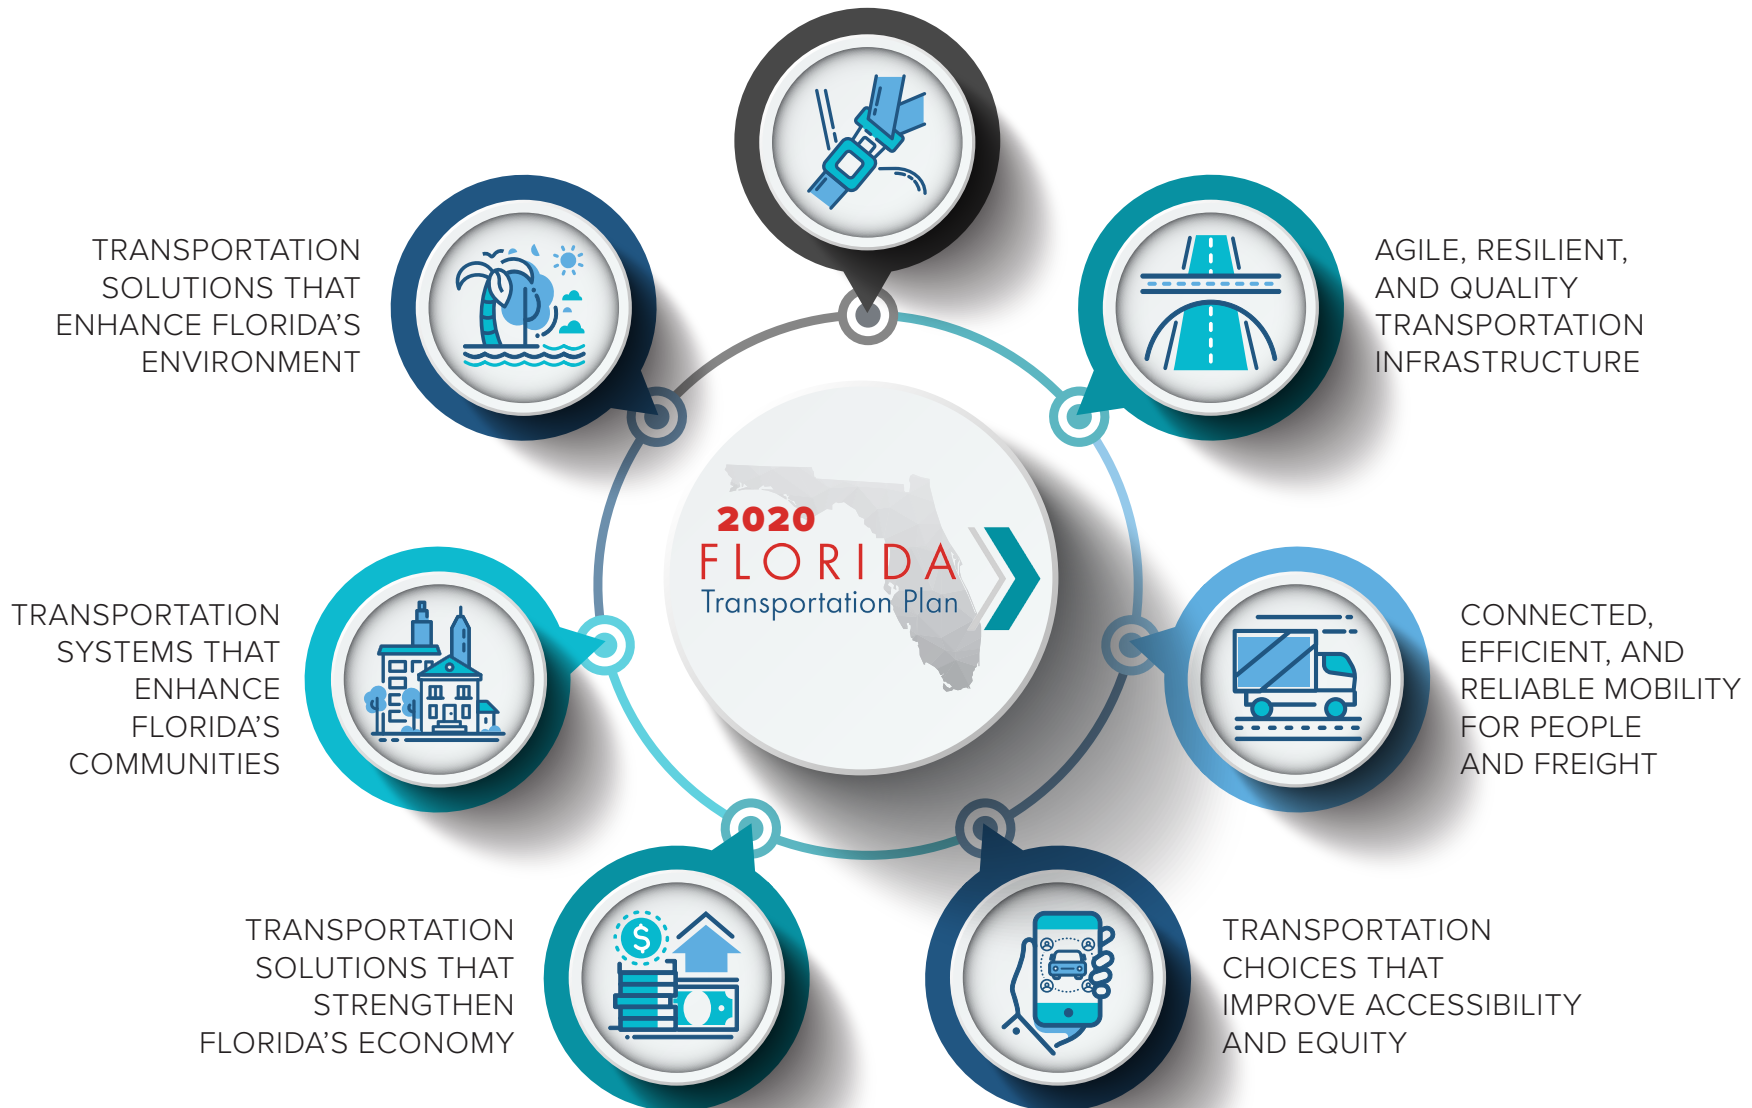 AGILE, RESILIENT,
AND QUALITY
TRANSPORTATION
INFRASTRUCTURE
CONNECTED,
EFFICIENT, AND
RELIABLE MOBILITY
FOR PEOPLE
AND FREIGHT
TRANSPORTATION
CHOICES THAT
IMPROVE ACCESSIBILITY
AND EQUITY
TRANSPORTATION
SOLUTIONS THAT
STRENGTHEN
FLORIDA’S ECONOMY
$
TRANSPORTATION
SYSTEMS THAT
ENHANCE
FLORIDA’S
COMMUNITIES
TRANSPORTATION
SOLUTIONS THAT
ENHANCE FLORIDA’S
ENVIRONMENT
2020
FLORIDA
Transportation Plan